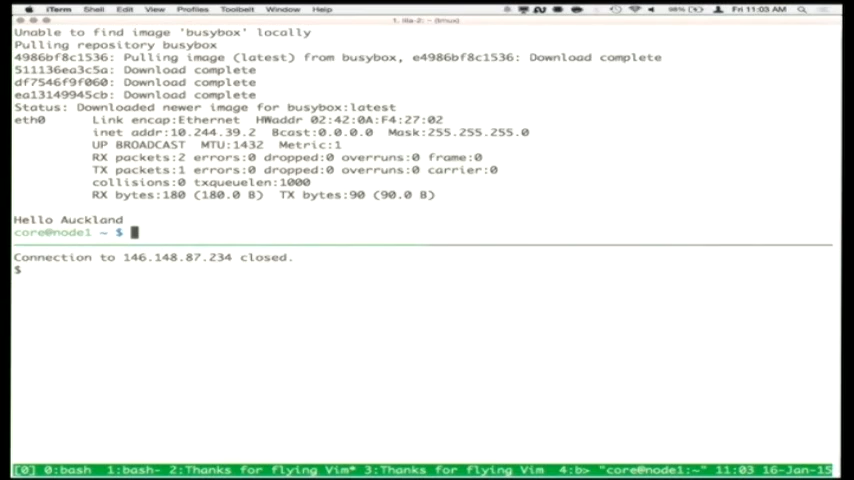 iTerm Shell Edit View Profiles Toolbelt Window Help 98% Fri 11:03 AM
1. lilla-2: ~ (tmux)
Unable to find image 'busybox' locally
Pulling repository busybox
4986bf8c1536: Pulling image (latest) from busybox, e4986bf8c1536: Download complete
511136ea3c5a: Download complete
df7546f9f060: Download complete
ea13149945cb: Download complete
Status: Downloaded newer image for busybox:latest
eth0 Link encap:Ethernet HWaddr 02:42:0A:F4:27:02
inet addr:10.244.39.2 Bcast:0.0.0.0 Mask:255.255.255.0
UP BROADCAST MTU:1432 Metric:1
RX packets:2 errors:0 dropped:0 overruns:0 frame:0
TX packets:1 errors:0 dropped:0 overruns:0 carrier:0
collisions:0 txqueuelen:1000
RX bytes:180 (180.0 B) TX bytes:90 (90.0 B)
Hello Auckland
core@node1 ~ $
Connection to 146.148.87.234 closed.
$
[0] 0:bash 1:bash- 2:Thanks for flying Vim* 3:Thanks for flying Vim 4:b> "core@node1:~" 11:03 16-Jan-15